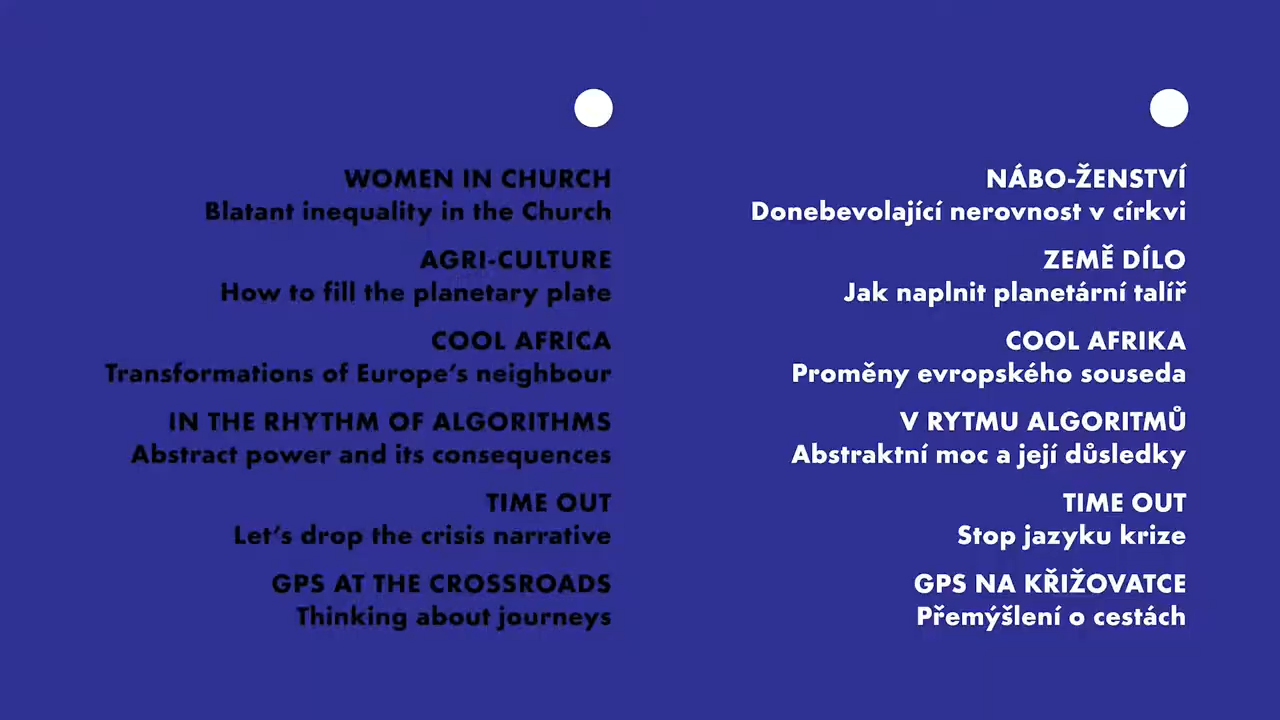 WOMEN IN CHURCH
Blatant inequality in the Church
AGRI-CULTURE
How to fill the planetary plate
COOL AFRICA
Transformations of Europe's neighbour
IN THE RHYTHM OF ALGORITHMS
Abstract power and its consequences
TIME OUT
Let's drop the crisis narrative
GPS AT THE CROSSROADS
Thinking about journeys
NÁBO-ŽENSTVÍ
Donebevolající nerovnost v církvi
ZEMĚ DÍLO
Jak naplnit planetární talíř
COOL AFRIKA
Proměny evropského souseda
V RYTMU ALGORITMŮ
Abstraktní moc a její důsledky
TIME OUT
Stop jazyku krize
GPS NA KŘIŽOVATCE
Přemýšlení o cestách